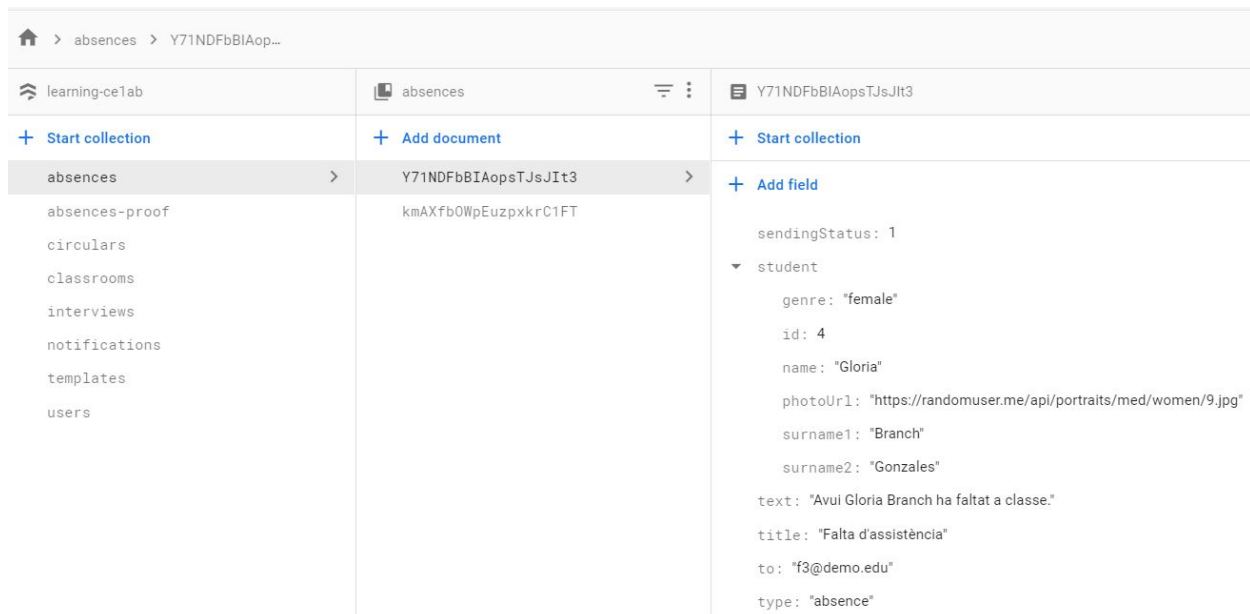 absences > Y71NDFbBIAop…
learning-ce1ab
Start collection
absences
absences-proof
circulars
classrooms
interviews
notifications
templates
users
absences
Add document
Y71NDFbBIAopsTJsJIt3
kmAXfbOWpEuzpxkrC1FT
Y71NDFbBIAopsTJsJIt3
Start collection
Add field
sendingStatus: 1
student
genre: "female"
id: 4
name: "Gloria"
photoUrl: "https://randomuser.me/api/portraits/med/women/9.jpg"
surname1: "Branch"
surname2: "Gonzales"
text: "Avui Gloria Branch ha faltat a classe."
title: "Falta d'assistència"
to: "f3@demo.edu"
type: "absence"